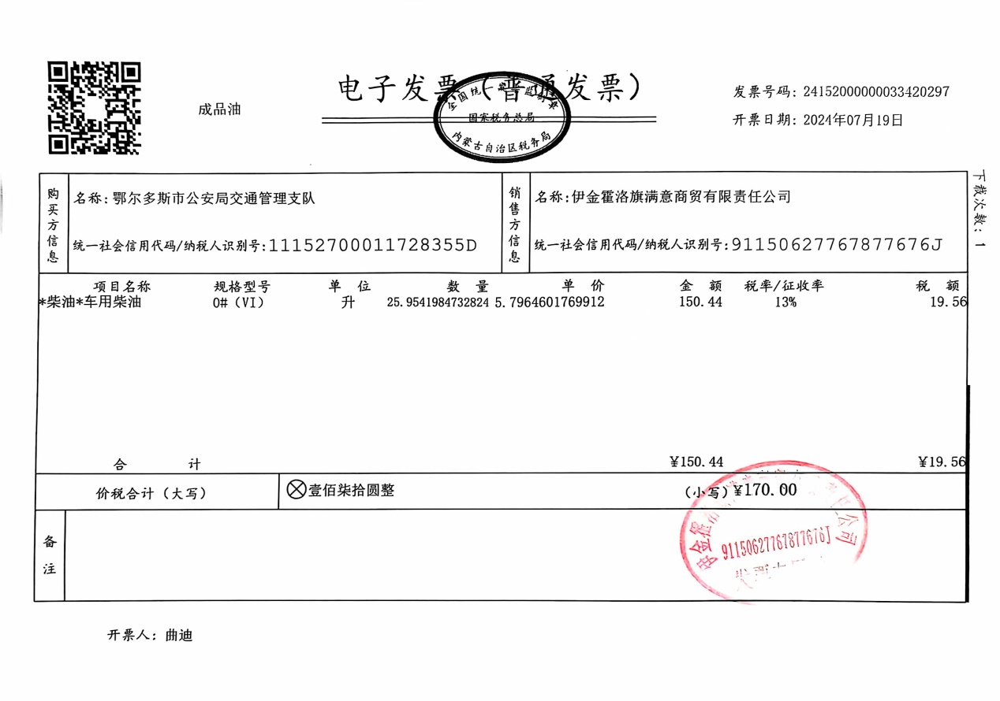 电子发票（普通发票）
成品油
全国统一发票监制章
国家税务总局
内蒙古自治区税务局
发票号码：24152000000033420297
开票日期：2024年07月19日
下载次数：1
购买方信息
名称：鄂尔多斯市公安局交通管理支队
统一社会信用代码/纳税人识别号：11152700011728355D
销售方信息
名称：伊金霍洛旗满意商贸有限责任公司
统一社会信用代码/纳税人识别号：91150627767877676J
项目名称 规格型号 单位 数量 单价 金额 税率/征收率 税额
*柴油*车用柴油 0#（VI） 升 25.9541984732824 5.7964601769912 150.44 13% 19.56
合计 ¥150.44 ¥19.56
价税合计（大写） ⊗壹佰柒拾圆整 （小写）¥170.00
备注
91150627767877676J
开票人：曲迪